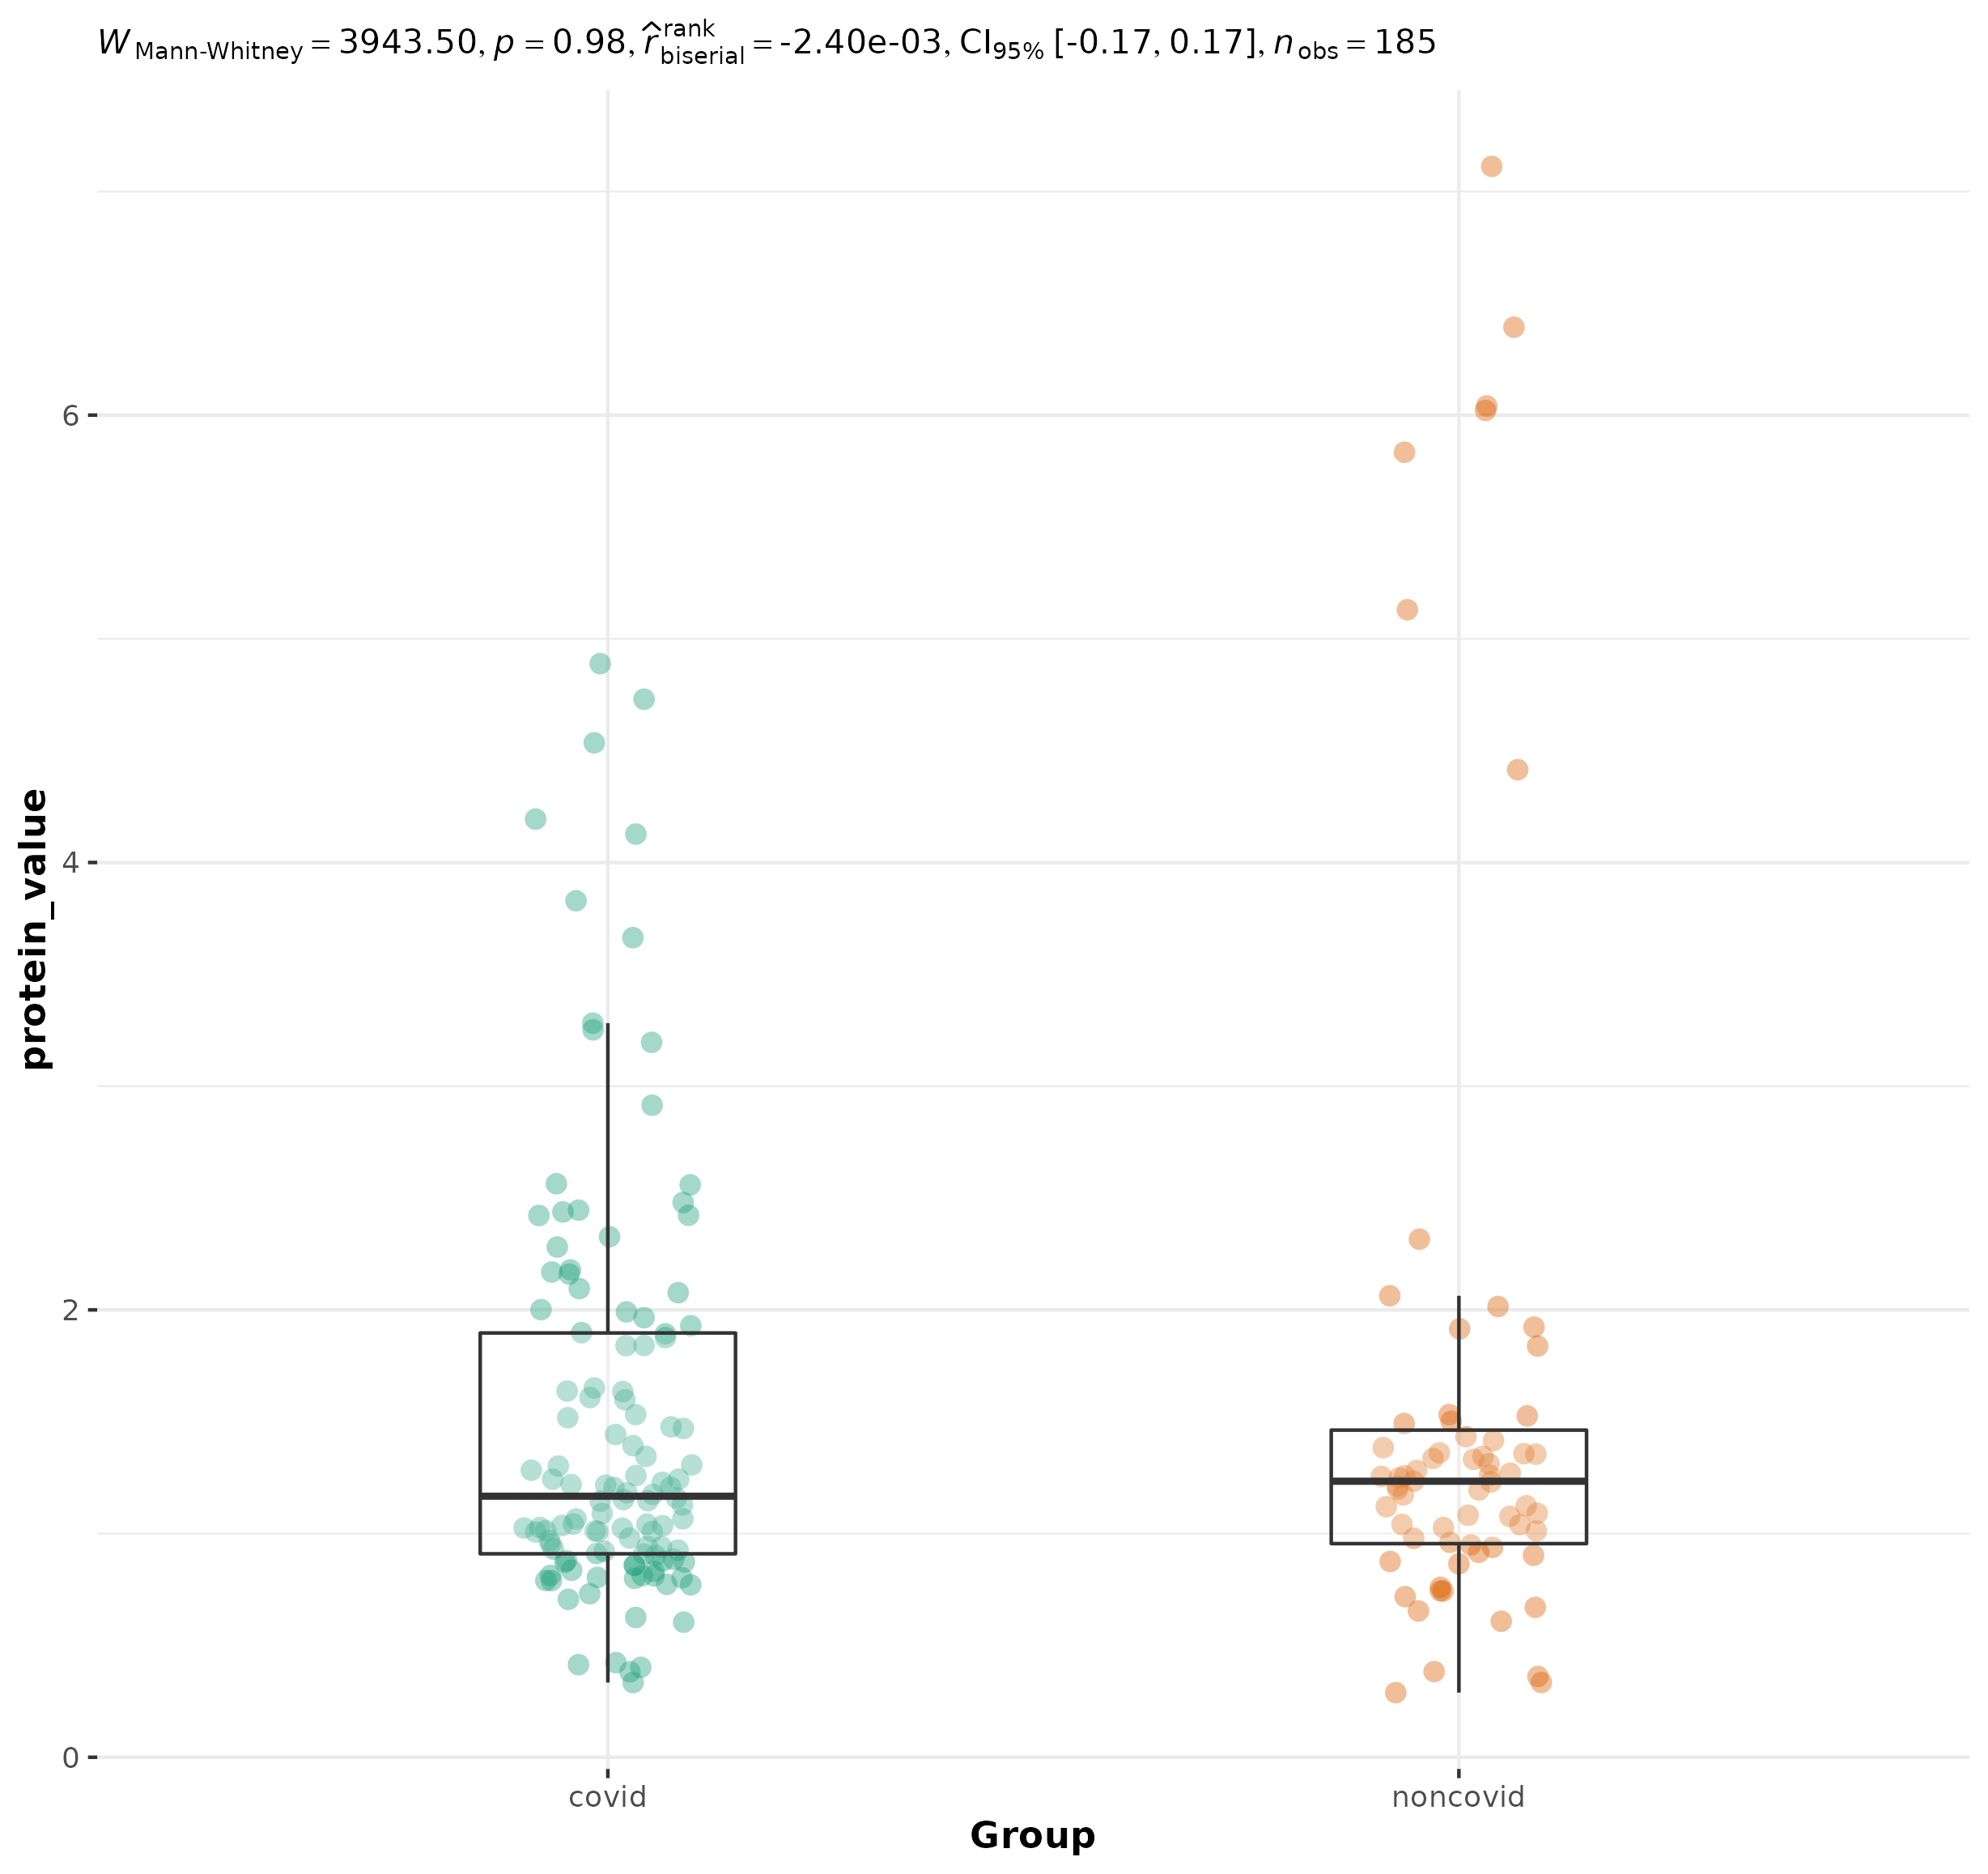 W Mann-Whitney = 3943.50, p = 0.98, r̂ rank biserial = -2.40e-03, CI95% [-0.17, 0.17], n obs = 185
6
4
2
0
protein_value
covid noncovid
Group